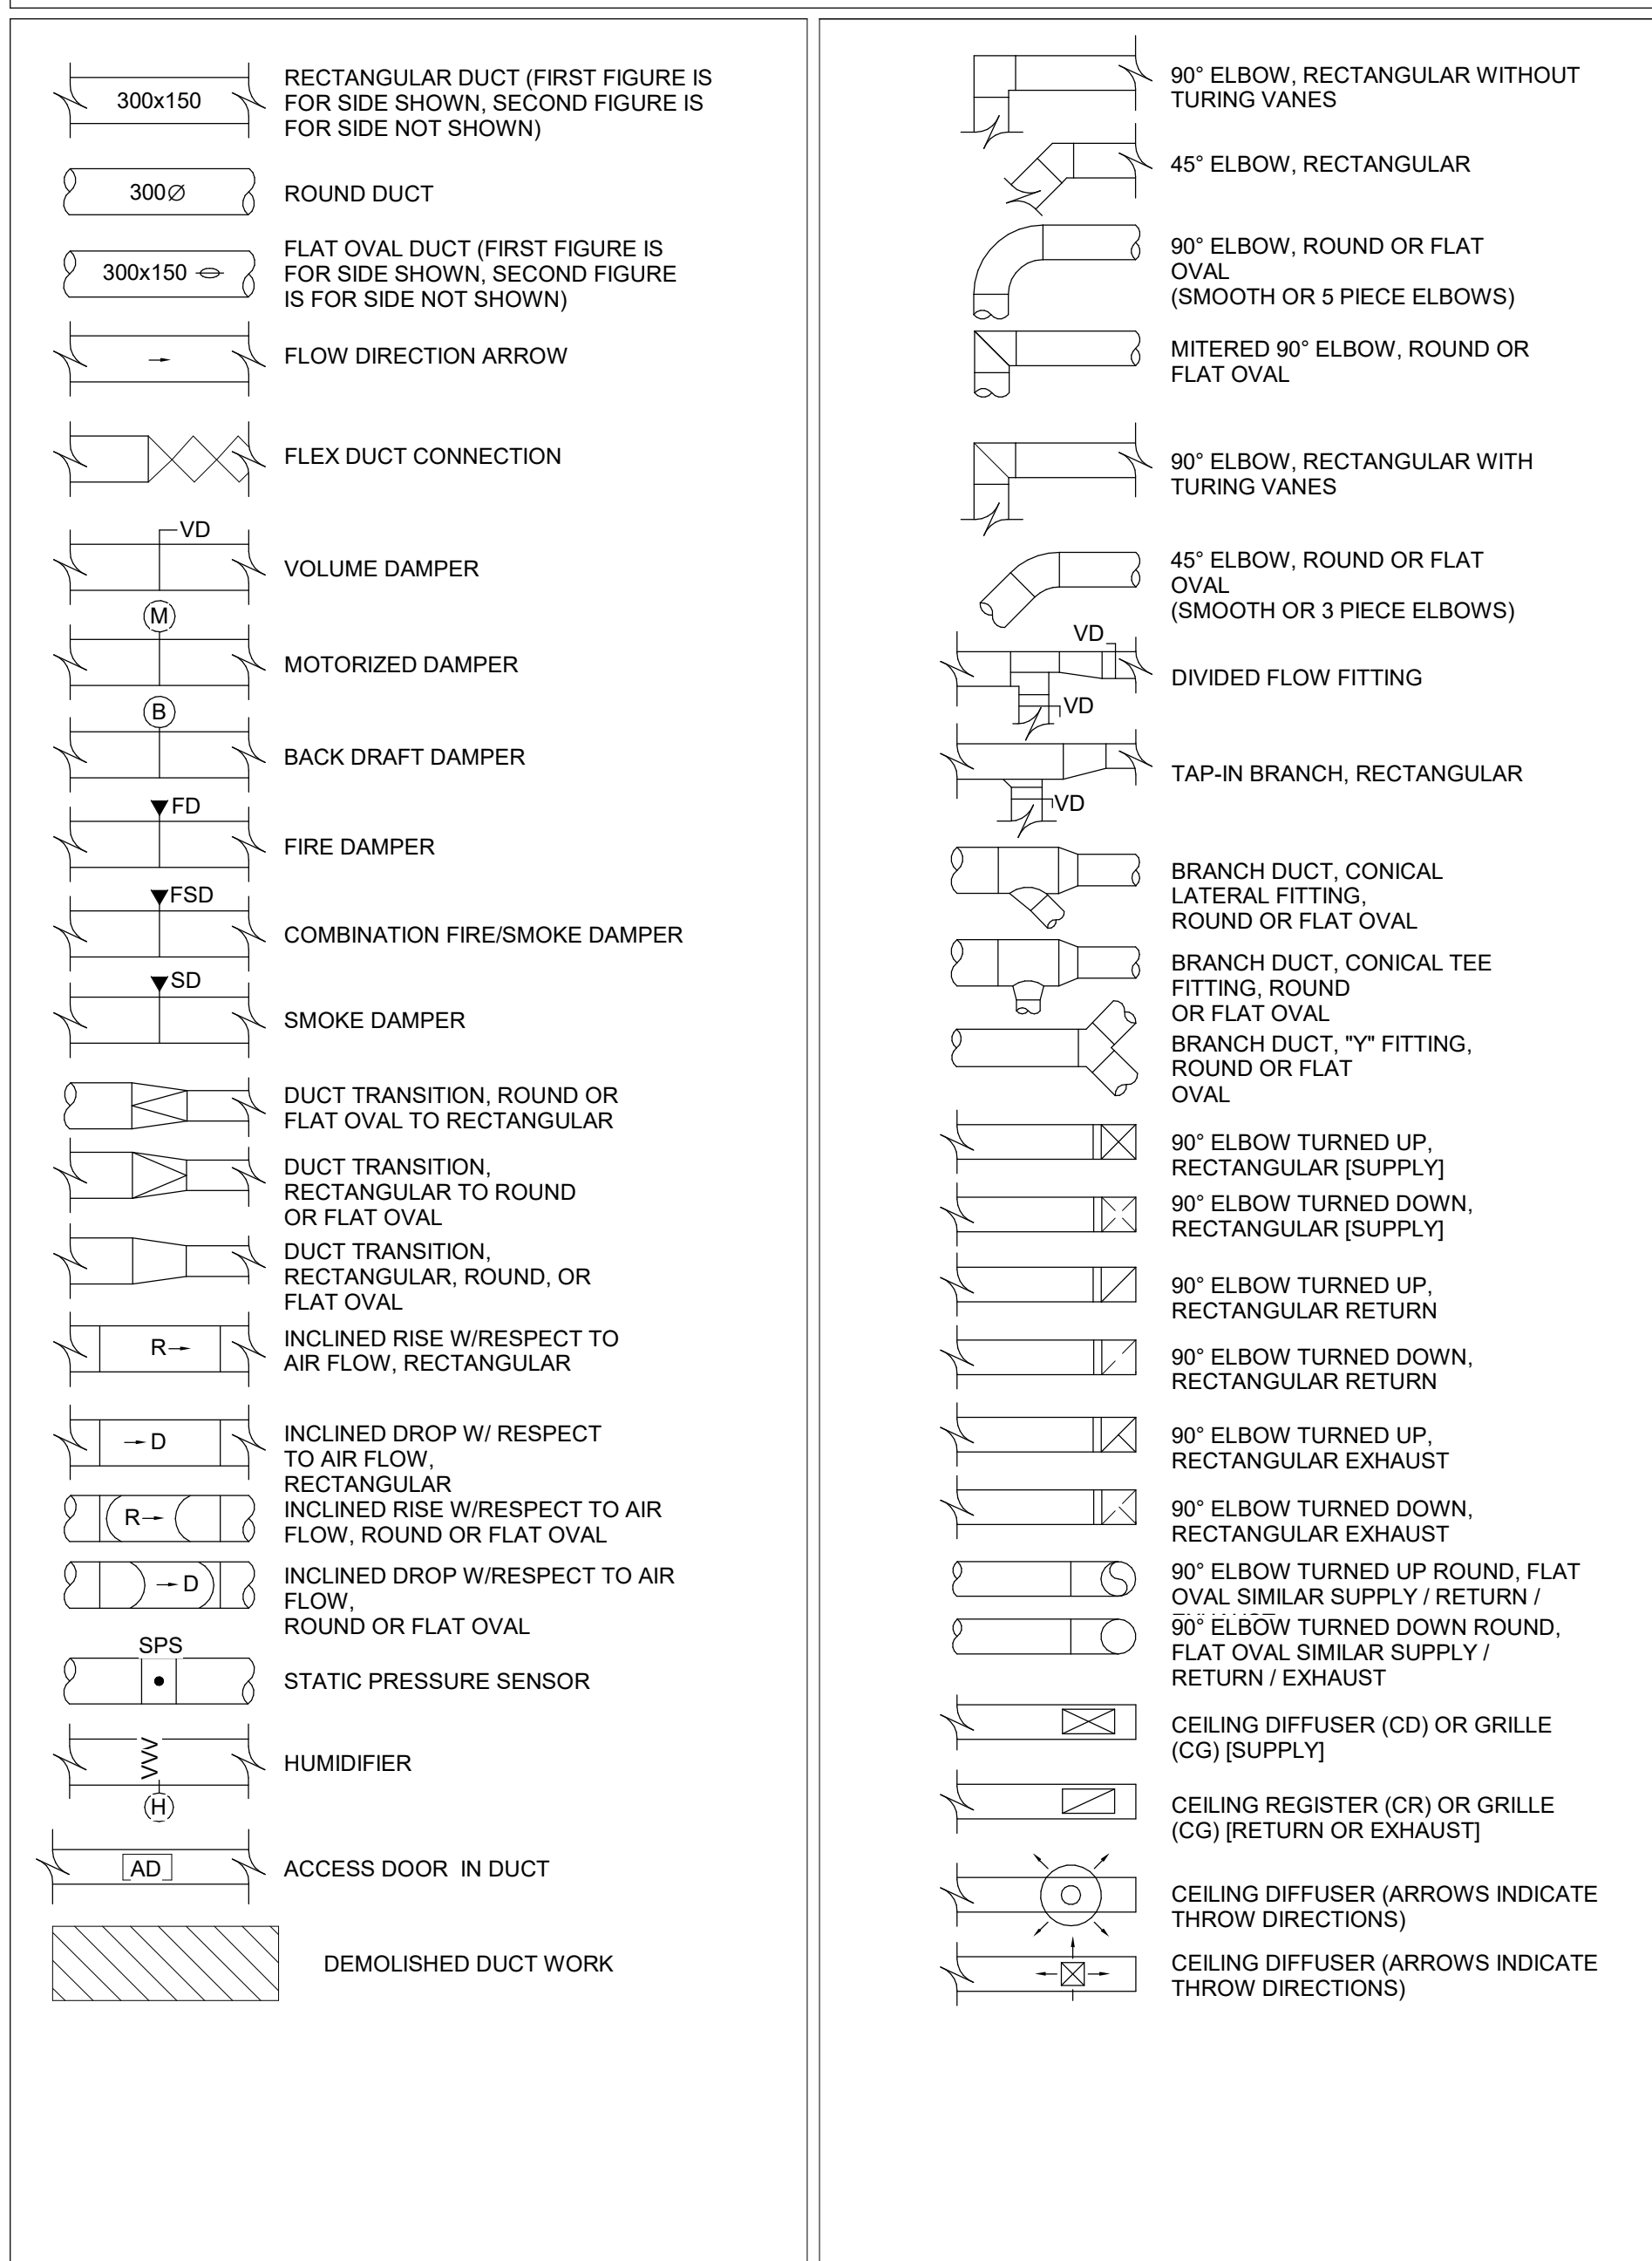 300x150
RECTANGULAR DUCT (FIRST FIGURE IS
FOR SIDE SHOWN, SECOND FIGURE IS
FOR SIDE NOT SHOWN)
300Ø
ROUND DUCT
300x150
FLAT OVAL DUCT (FIRST FIGURE IS
FOR SIDE SHOWN, SECOND FIGURE
IS FOR SIDE NOT SHOWN)
FLOW DIRECTION ARROW
FLEX DUCT CONNECTION
VD
VOLUME DAMPER
M
MOTORIZED DAMPER
B
BACK DRAFT DAMPER
FD
FIRE DAMPER
FSD
COMBINATION FIRE/SMOKE DAMPER
SD
SMOKE DAMPER
DUCT TRANSITION, ROUND OR
FLAT OVAL TO RECTANGULAR
DUCT TRANSITION,
RECTANGULAR TO ROUND
OR FLAT OVAL
DUCT TRANSITION,
RECTANGULAR, ROUND, OR
FLAT OVAL
R
INCLINED RISE W/RESPECT TO
AIR FLOW, RECTANGULAR
D
INCLINED DROP W/ RESPECT
TO AIR FLOW,
RECTANGULAR
R
INCLINED RISE W/RESPECT TO AIR
FLOW, ROUND OR FLAT OVAL
D
INCLINED DROP W/RESPECT TO AIR
FLOW,
ROUND OR FLAT OVAL
SPS
STATIC PRESSURE SENSOR
HUMIDIFIER
H
AD
ACCESS DOOR IN DUCT
DEMOLISHED DUCT WORK
90° ELBOW, RECTANGULAR WITHOUT
TURING VANES
45° ELBOW, RECTANGULAR
90° ELBOW, ROUND OR FLAT
OVAL
(SMOOTH OR 5 PIECE ELBOWS)
MITERED 90° ELBOW, ROUND OR
FLAT OVAL
90° ELBOW, RECTANGULAR WITH
TURING VANES
45° ELBOW, ROUND OR FLAT
OVAL
(SMOOTH OR 3 PIECE ELBOWS)
VD
DIVIDED FLOW FITTING
VD
TAP-IN BRANCH, RECTANGULAR
VD
BRANCH DUCT, CONICAL
LATERAL FITTING,
ROUND OR FLAT OVAL
BRANCH DUCT, CONICAL TEE
FITTING, ROUND
OR FLAT OVAL
BRANCH DUCT, "Y" FITTING,
ROUND OR FLAT
OVAL
90° ELBOW TURNED UP,
RECTANGULAR [SUPPLY]
90° ELBOW TURNED DOWN,
RECTANGULAR [SUPPLY]
90° ELBOW TURNED UP,
RECTANGULAR RETURN
90° ELBOW TURNED DOWN,
RECTANGULAR RETURN
90° ELBOW TURNED UP,
RECTANGULAR EXHAUST
90° ELBOW TURNED DOWN,
RECTANGULAR EXHAUST
90° ELBOW TURNED UP ROUND, FLAT
OVAL SIMILAR SUPPLY / RETURN /
90° ELBOW TURNED DOWN ROUND,
FLAT OVAL SIMILAR SUPPLY /
RETURN / EXHAUST
CEILING DIFFUSER (CD) OR GRILLE
(CG) [SUPPLY]
CEILING REGISTER (CR) OR GRILLE
(CG) [RETURN OR EXHAUST]
CEILING DIFFUSER (ARROWS INDICATE
THROW DIRECTIONS)
CEILING DIFFUSER (ARROWS INDICATE
THROW DIRECTIONS)